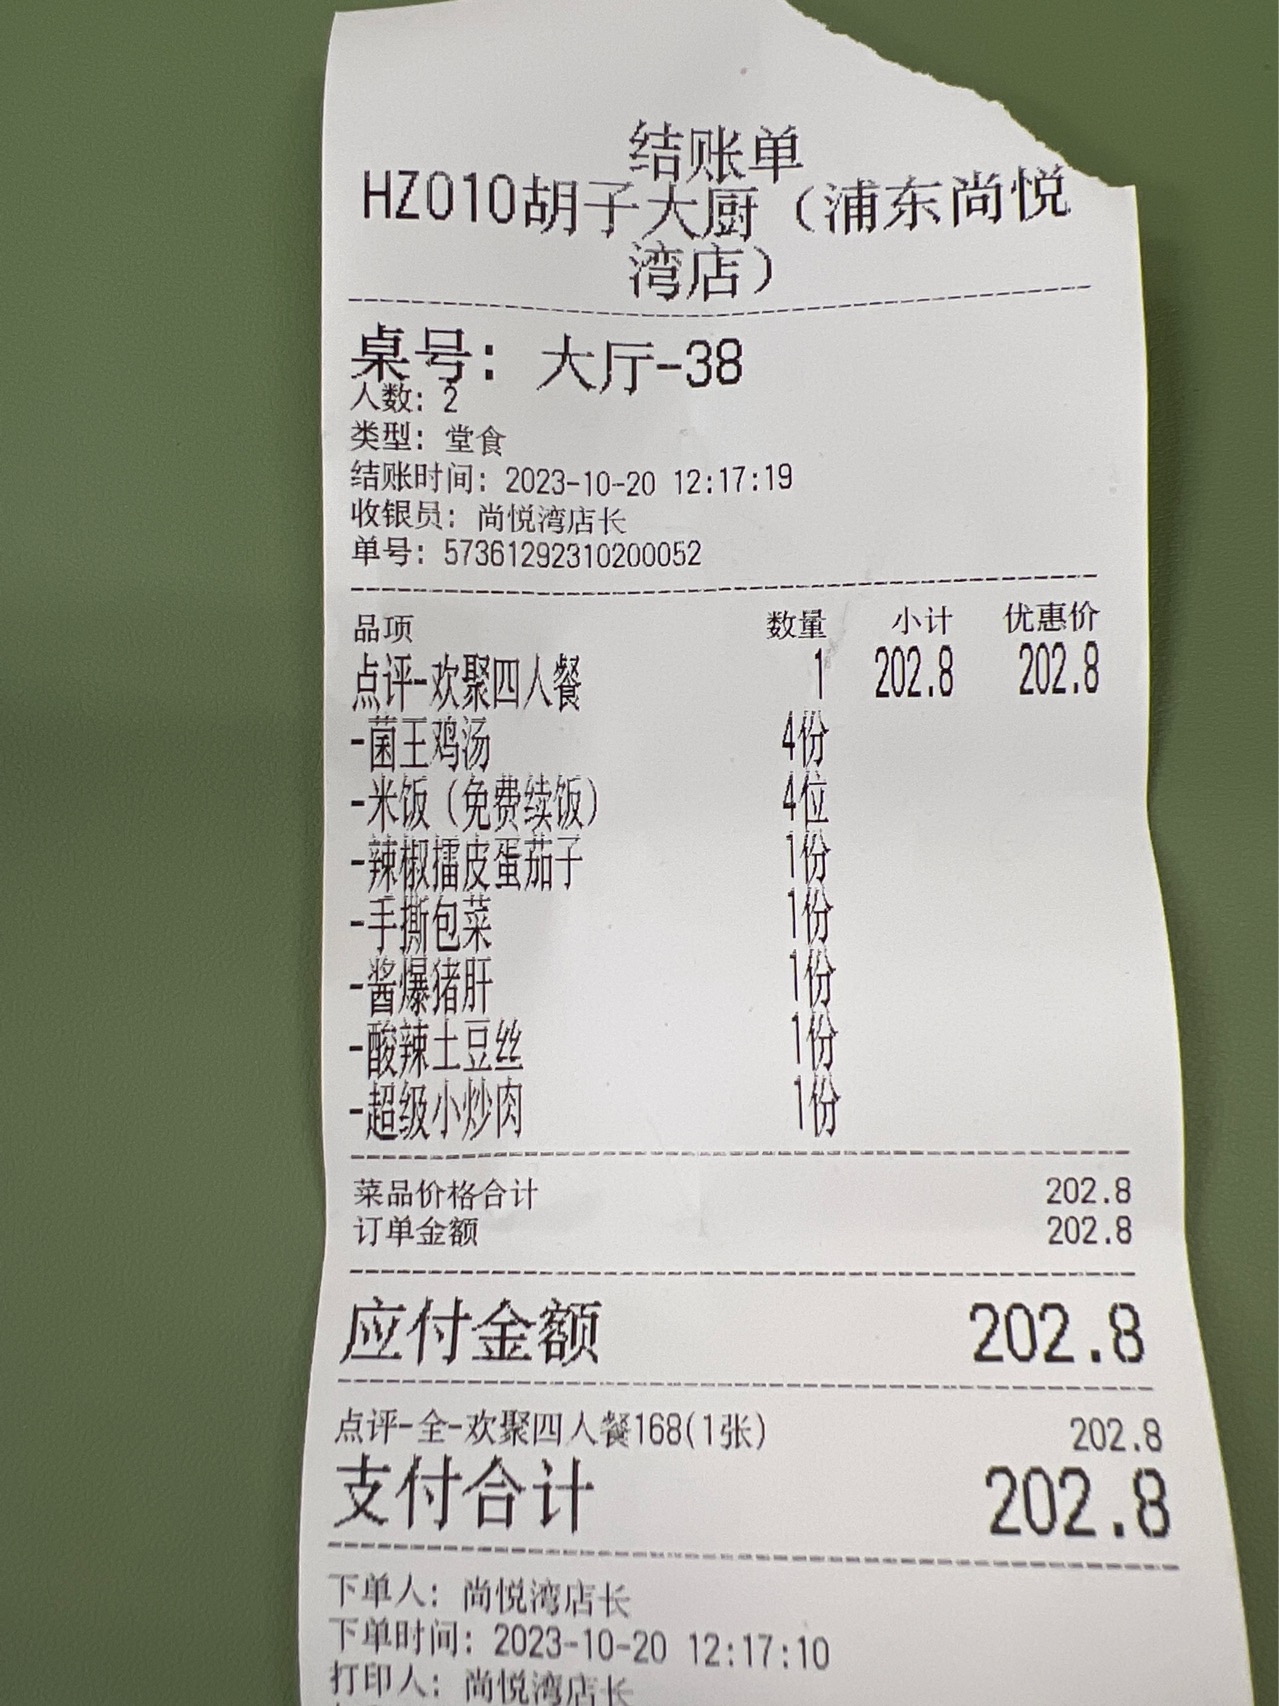 结账单
HZ010胡子大厨（浦东尚悦
湾店）
桌号：大厅-38
人数：2
类型：堂食
结账时间：2023-10-20 12:17:19
收银员：尚悦湾店长
单号：57361292310200052
品项 数量 小计 优惠价
点评-欢聚四人餐 1 202.8 202.8
-菌王鸡汤 4份
-米饭（免费续饭） 4位
-辣椒擂皮蛋茄子 1份
-手撕包菜 1份
-酱爆猪肝 1份
-酸辣土豆丝 1份
-超级小炒肉 1份
菜品价格合计 202.8
订单金额 202.8
应付金额 202.8
点评-全-欢聚四人餐168(1张) 202.8
支付合计 202.8
下单人：尚悦湾店长
下单时间：2023-10-20 12:17:10
打印人：尚悦湾店长